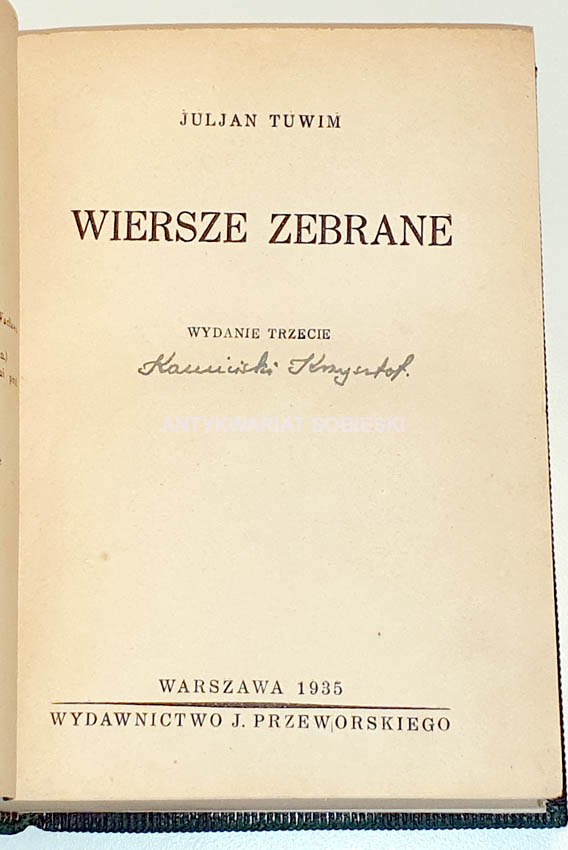 JULJAN TUWIM
WIERSZE ZEBRANE
WYDANIE TRZECIE
Kamiński Krzysztof.
ANTYKWARIAT SOBIESKI
WARSZAWA 1935
WYDAWNICTWO J. PRZEWORSKIEGO